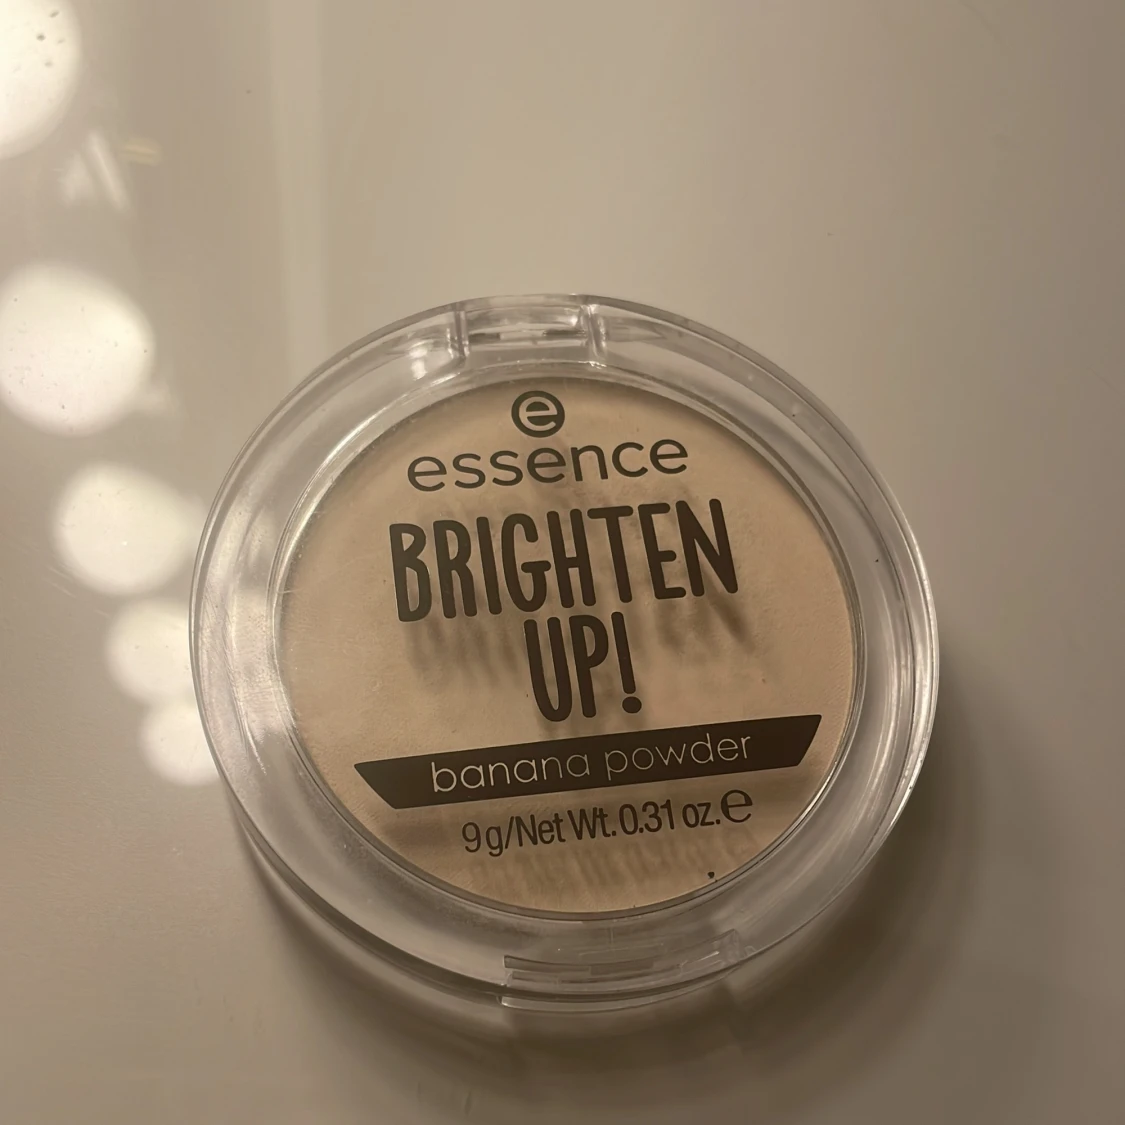 e
essence
BRIGHTEN
UP!
banana powder
9 g/Net Wt. 0.31 oz. ℮